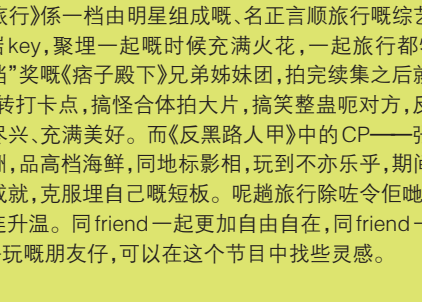 旅行》係一档由明星组成嘅、名正言顺旅行嘅综艺
key，聚埋一起嘅时候充满火花，一起旅行都
奖嘅《痞子殿下》兄弟姊妹团，拍完续集之后就
转打卡点，搞怪合体拍大片，搞笑整蛊呃对方，反
尽兴、充满美好。而《反黑路人甲》中的CP——张
洲，品高档海鲜，同地标影相，玩到不亦乐乎，期间
成就，克服埋自己嘅短板。呢趟旅行除咗令佢哋
连升温。同friend一起更加自由自在，同friend一
玩嘅朋友仔，可以在这个节目中找些灵感。